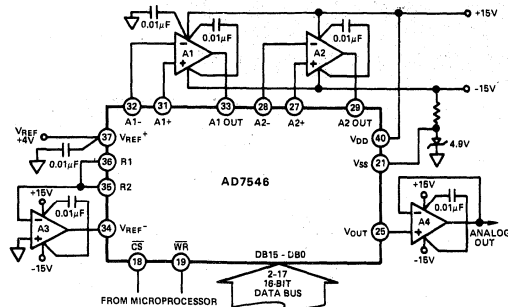 +15V
0.01µF
0.01µF
0.01µF
A1
A2
-15V
32
31
33
28
27
29
A1-
A1+
A1 OUT
A2-
A2+
A2 OUT
4.9V
VREF
+4V
37
VREF+
VDD
40
0.01µF
36
R1
VSS
21
35
R2
AD7546
+15V
0.01µF
A3
34
VREF-
-15V
+15V
0.01µF
A4
VOUT
25
ANALOG
OUT
-15V
CS
WR
DB15 - DB0
18
19
2-17
16-BIT
DATA BUS
FROM MICROPROCESSOR